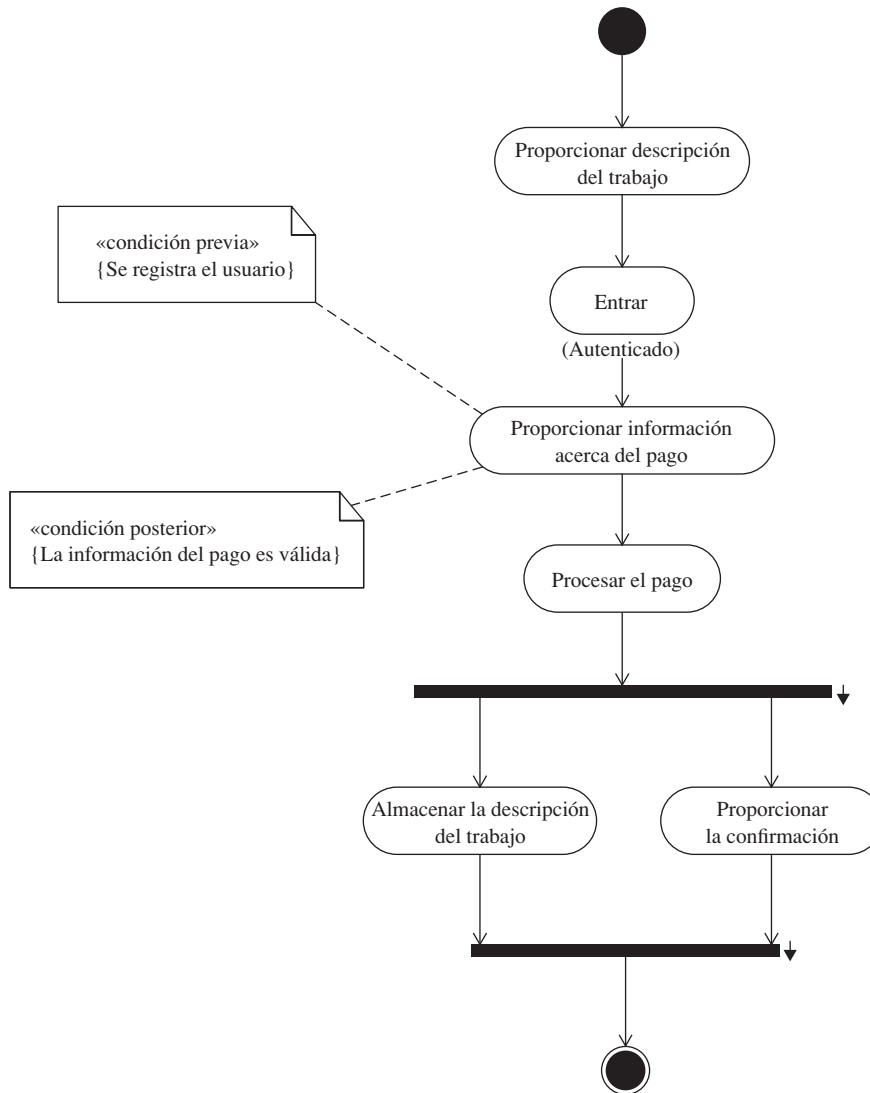 Proporcionar descripción
del trabajo
«condición previa»
{Se registra el usuario}
Entrar
(Autenticado)
Proporcionar información
acerca del pago
«condición posterior»
{La información del pago es válida}
Procesar el pago
Almacenar la descripción
del trabajo
Proporcionar
la confirmación